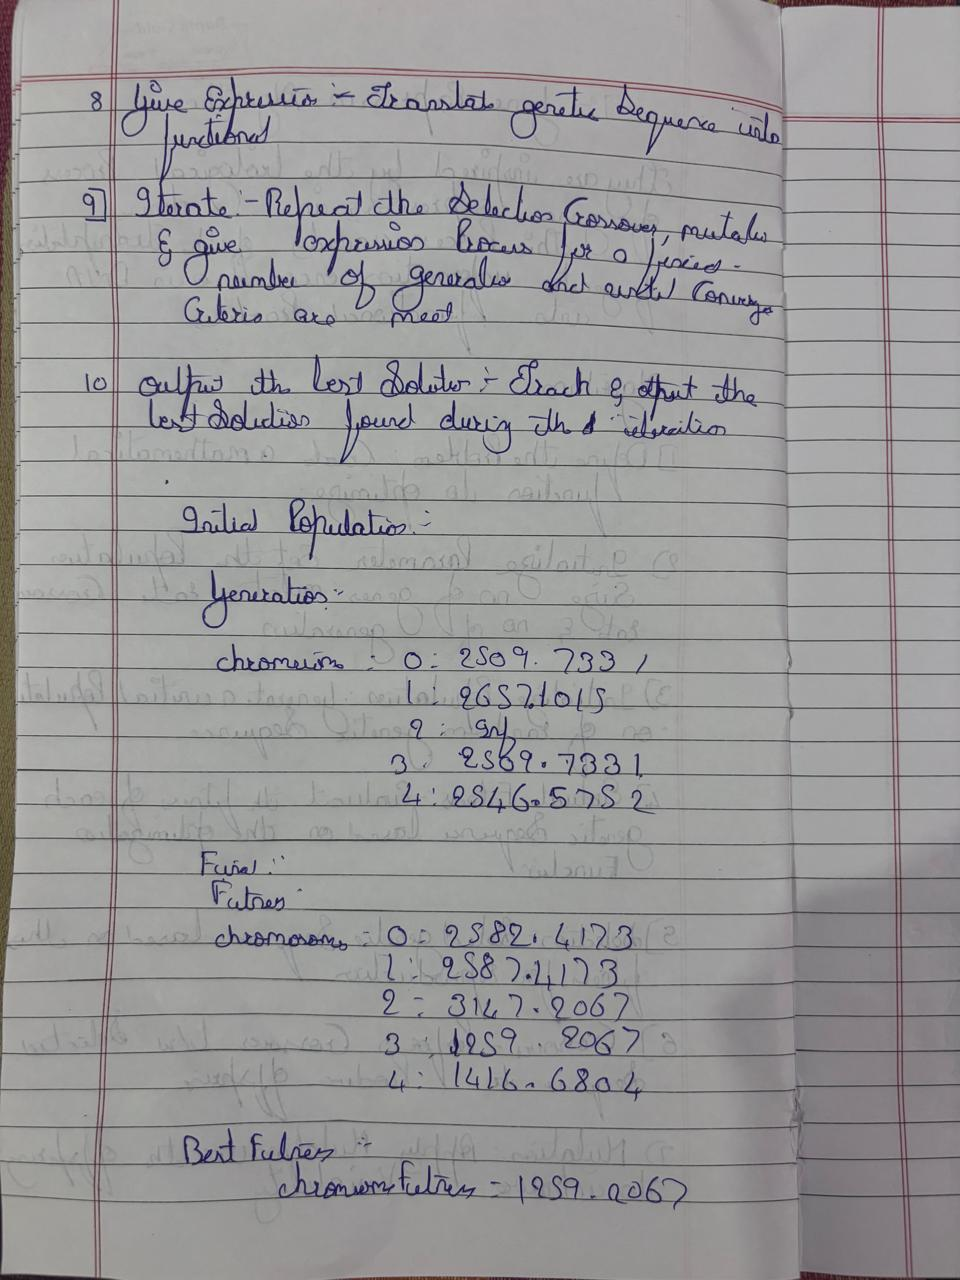 8 Give Expression :- Translat genetic Sequence into
functional
9] Iterate :- Repeat the Selection Crossover, mutation
& give expression Process for a fixed-
number of generation and until Converge
Criteria are meet
10 output the best Solution :- Track & otput the
best Solution found during the iteration
Initial Population :-
Generation :-
0 : 2509.7331
1 : 2657.1015
2 : Inf
3. 2569.7331
4 : 2546.5752
Final :-
Fitness
chromosome : 0 = 2582.4173
1 : 2587.4173
2 : 3147.2067
3 : 1259.2067
4 : 1416.6804
Best Fitness :-
Fitness = 1259.2067